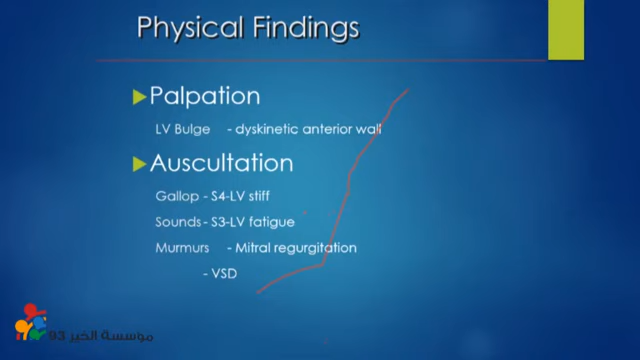 Physical Findings
Palpation
LV Bulge - dyskinetic anterior wall
Auscultation
Gallop - S4-LV stiff
Sounds - S3-LV fatigue
Murmurs - Mitral regurgitation
- VSD
مؤسسة الخير 93